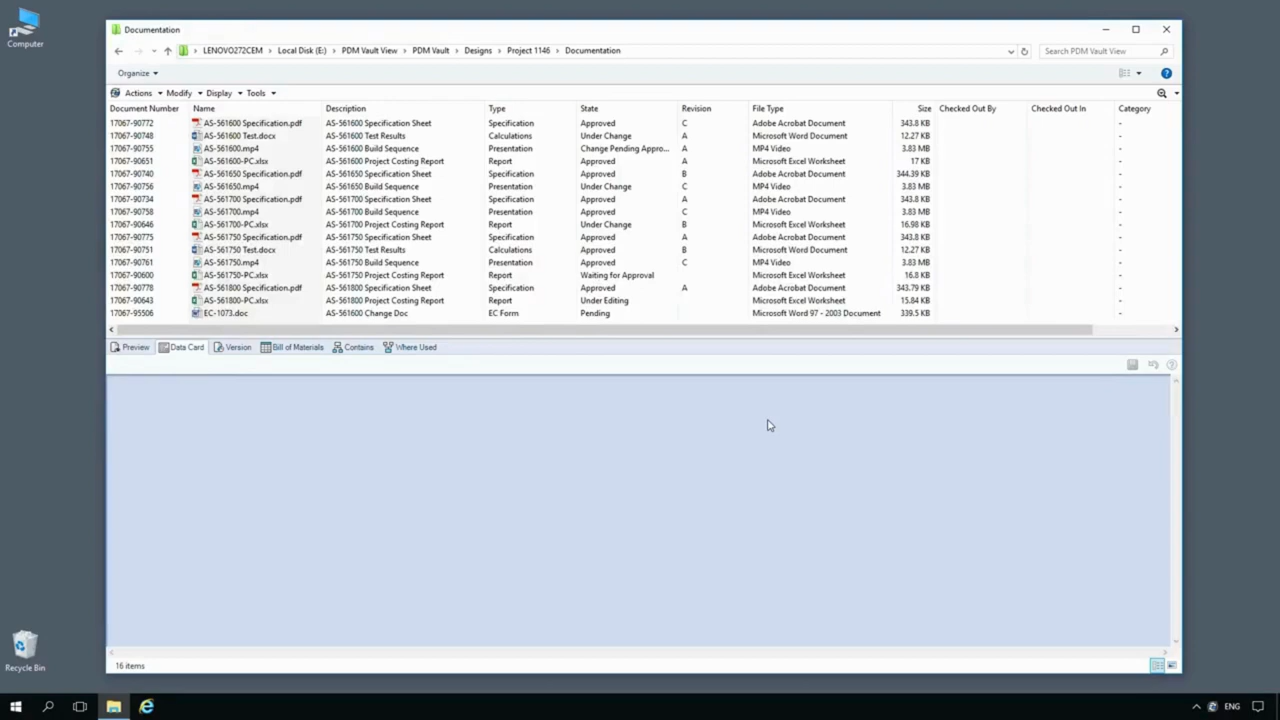 Computer
Documentation
LENOVO272CEM > Local Disk (E:) > PDM Vault View > PDM Vault > Designs > Project 1146 > Documentation
Search PDM Vault View
Organize
Actions Modify Display Tools
Document Number Name Description Type State Revision File Type Size Checked Out By Checked Out In Category
17067-90772 AS-561600 Specification.pdf AS-561600 Specification Sheet Specification Approved C Adobe Acrobat Document 343.8 KB -
17067-90748 AS-561600 Test.docx AS-561600 Test Results Calculations Under Change A Microsoft Word Document 12.27 KB -
17067-90755 AS-561600.mp4 AS-561600 Build Sequence Presentation Change Pending Appro... A MP4 Video 3.83 MB -
17067-90651 AS-561600-PC.xlsx AS-561600 Project Costing Report Report Approved A Microsoft Excel Worksheet 17 KB -
17067-90740 AS-561650 Specification.pdf AS-561650 Specification Sheet Specification Approved B Adobe Acrobat Document 344.39 KB -
17067-90756 AS-561650.mp4 AS-561650 Build Sequence Presentation Under Change C MP4 Video 3.83 MB -
17067-90734 AS-561700 Specification.pdf AS-561700 Specification Sheet Specification Approved A Adobe Acrobat Document 343.8 KB -
17067-90758 AS-561700.mp4 AS-561700 Build Sequence Presentation Approved C MP4 Video 3.83 MB -
17067-90646 AS-561700-PC.xlsx AS-561700 Project Costing Report Report Under Change B Microsoft Excel Worksheet 16.98 KB -
17067-90775 AS-561750 Specification.pdf AS-561750 Specification Sheet Specification Approved A Adobe Acrobat Document 343.8 KB -
17067-90751 AS-561750 Test.docx AS-561750 Test Results Calculations Approved A Microsoft Word Document 12.27 KB -
17067-90761 AS-561750.mp4 AS-561750 Build Sequence Presentation Approved C MP4 Video 3.83 MB -
17067-90600 AS-561750-PC.xlsx AS-561750 Project Costing Report Report Waiting for Approval Microsoft Excel Worksheet 16.8 KB -
17067-90778 AS-561800 Specification.pdf AS-561800 Specification Sheet Specification Approved A Adobe Acrobat Document 343.79 KB -
17067-90643 AS-561800-PC.xlsx AS-561800 Project Costing Report Report Under Editing Microsoft Excel Worksheet 15.84 KB -
17067-95506 EC-1073.doc AS-561600 Change Doc EC Form Pending Microsoft Word 97 - 2003 Document 339.5 KB -
Preview Data Card Version Bill of Materials Contains Where Used
16 items
Recycle Bin
ENG